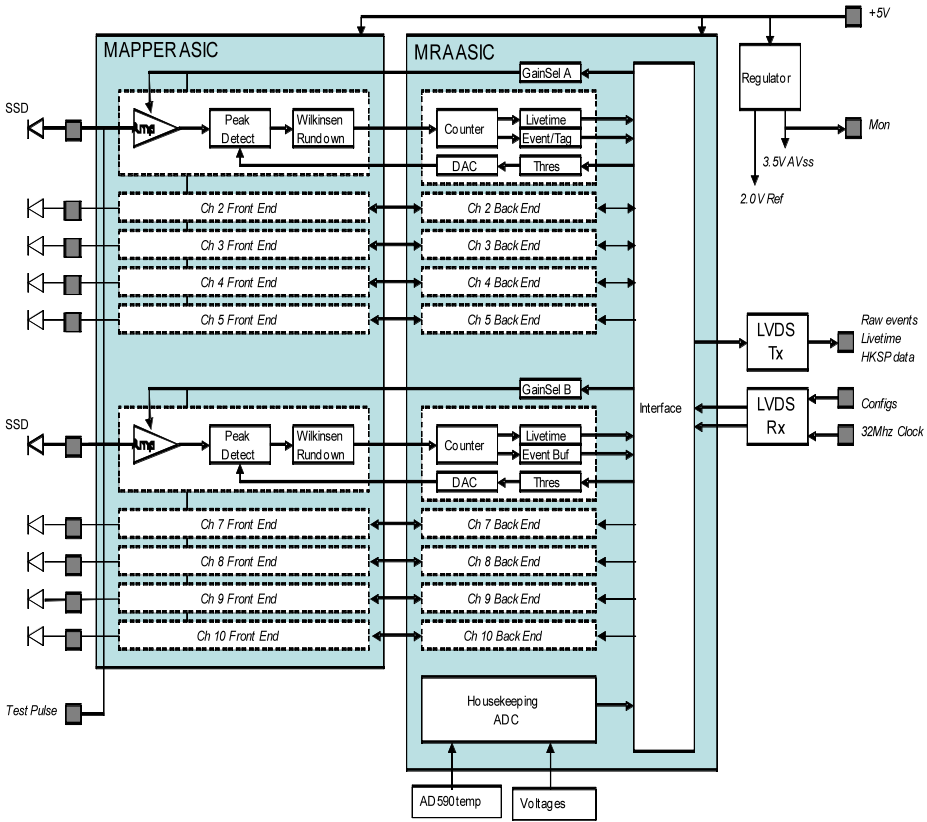 +5V
MAPPERASIC
MRAASIC
GainSel A
Regulator
SSD
Amp
Peak
Detect
Wilkinsen
Rundown
Counter
Livetime
Event/Tag
DAC
Thres
Mon
3.5V AVss
2.0V Ref
Ch 2 Front End
Ch 2 Back End
Ch 3 Front End
Ch 3 Back End
Ch 4 Front End
Ch 4 Back End
Ch 5 Front End
Ch 5 Back End
LVDS
Tx
Raw events
Livetime
HKSP data
GainSel B
Interface
LVDS
Rx
Configs
32Mhz Clock
SSD
Amp
Peak
Detect
Wilkinsen
Rundown
Counter
Livetime
Event Buf
DAC
Thres
Ch 7 Front End
Ch 7 Back End
Ch 8 Front End
Ch 8 Back End
Ch 9 Front End
Ch 9 Back End
Ch 10 Front End
Ch 10 Back End
Test Pulse
Housekeeping
ADC
AD590temp
Voltages